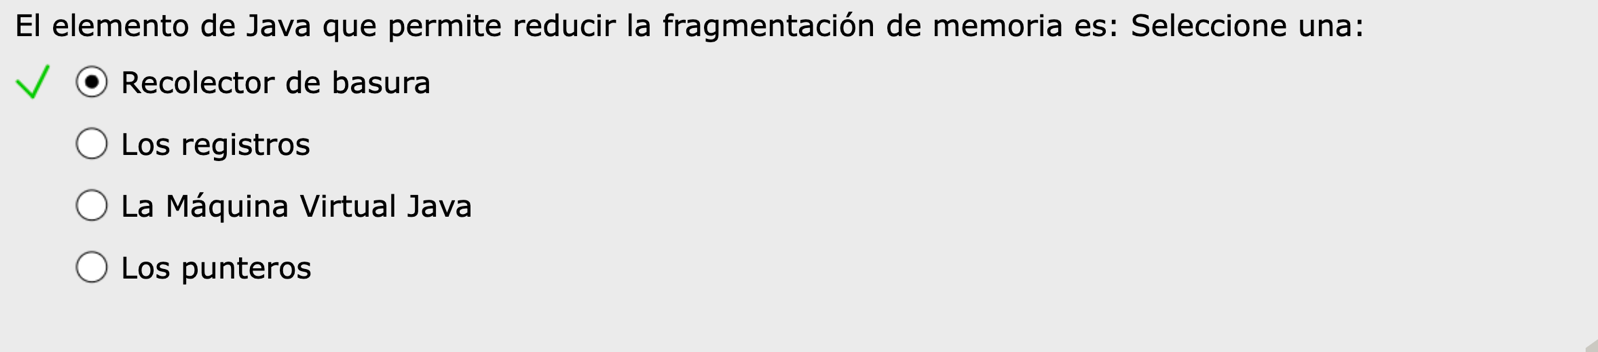 El elemento de Java que permite reducir la fragmentación de memoria es: Seleccione una:
Recolector de basura
Los registros
La Máquina Virtual Java
Los punteros